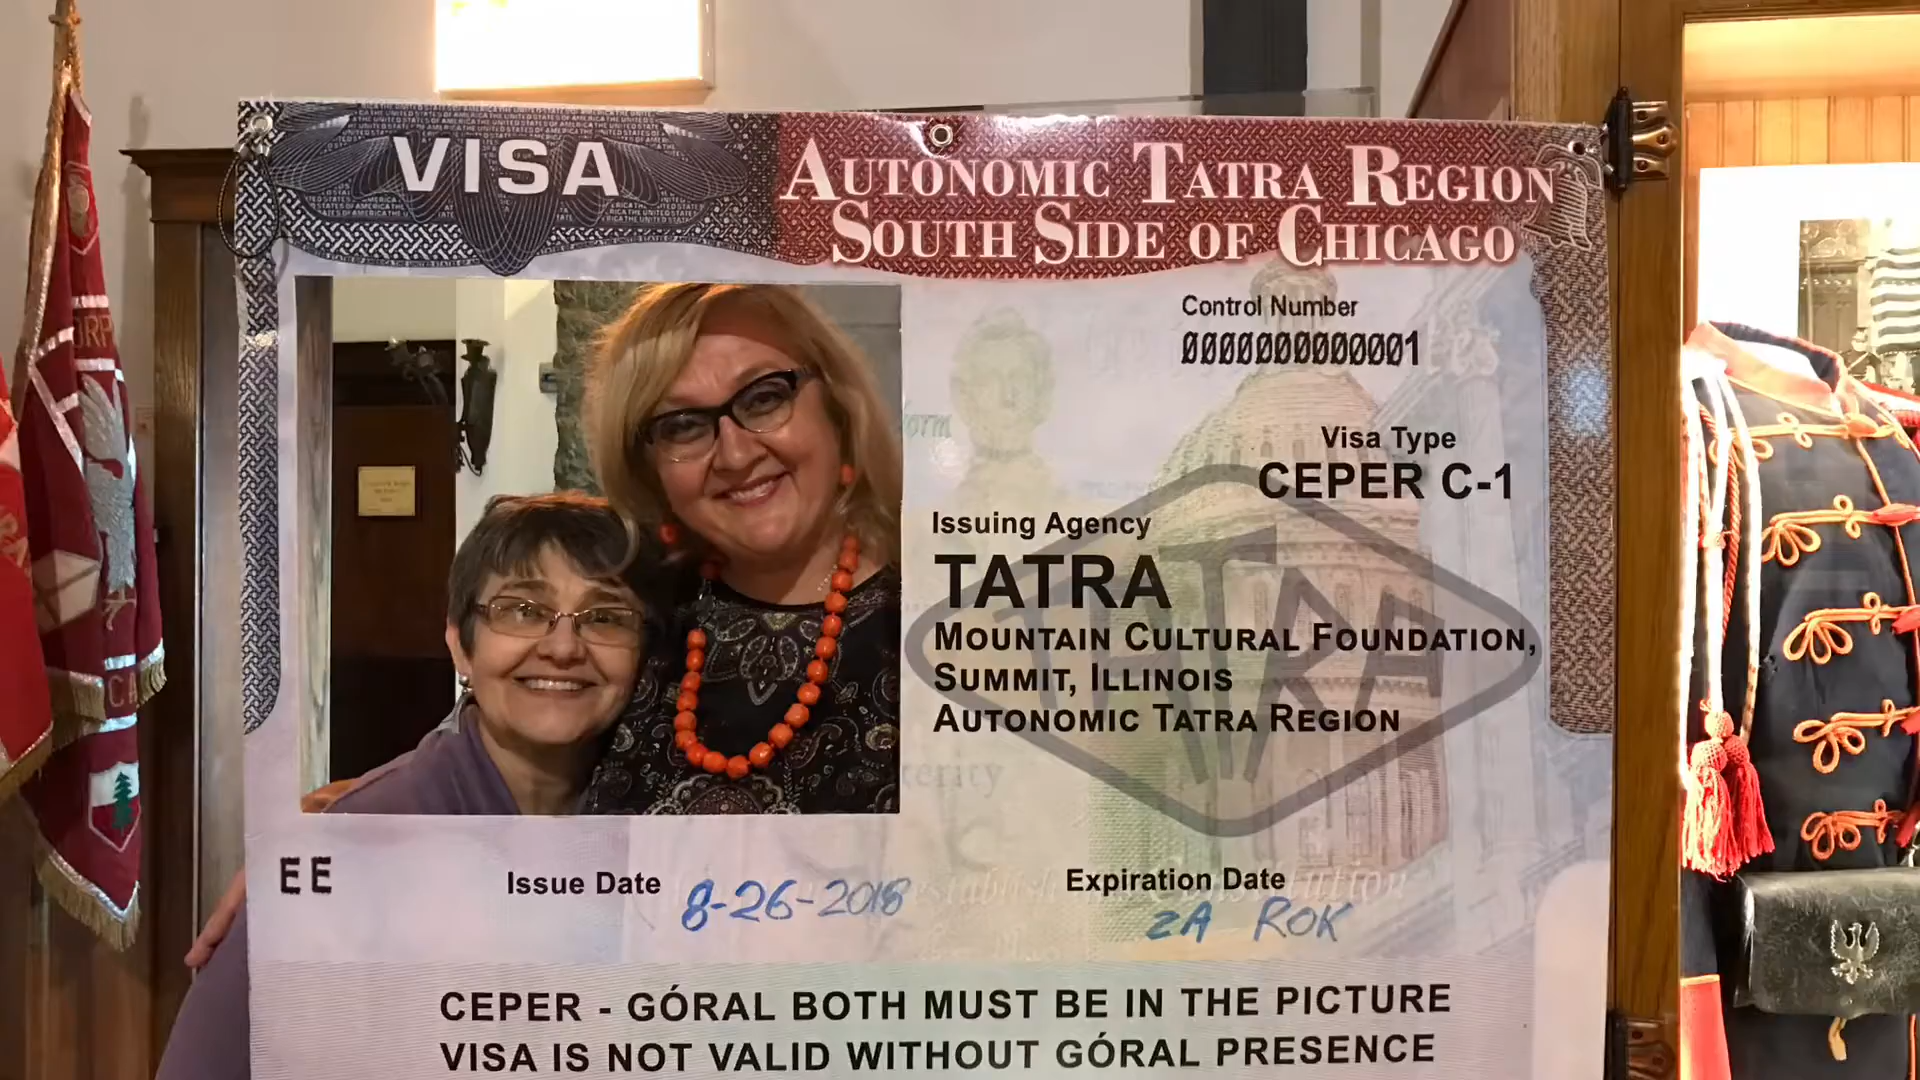 VISA
AUTONOMIC TATRA REGION
SOUTH SIDE OF CHICAGO
Control Number
0000000000001
Visa Type
CEPER C-1
Issuing Agency
TATRA
MOUNTAIN CULTURAL FOUNDATION,
SUMMIT, ILLINOIS
AUTONOMIC TATRA REGION
TATRA
EE
Issue Date 8-26-2018
Expiration Date
ZA ROK
CEPER - GÓRAL BOTH MUST BE IN THE PICTURE
VISA IS NOT VALID WITHOUT GÓRAL PRESENCE